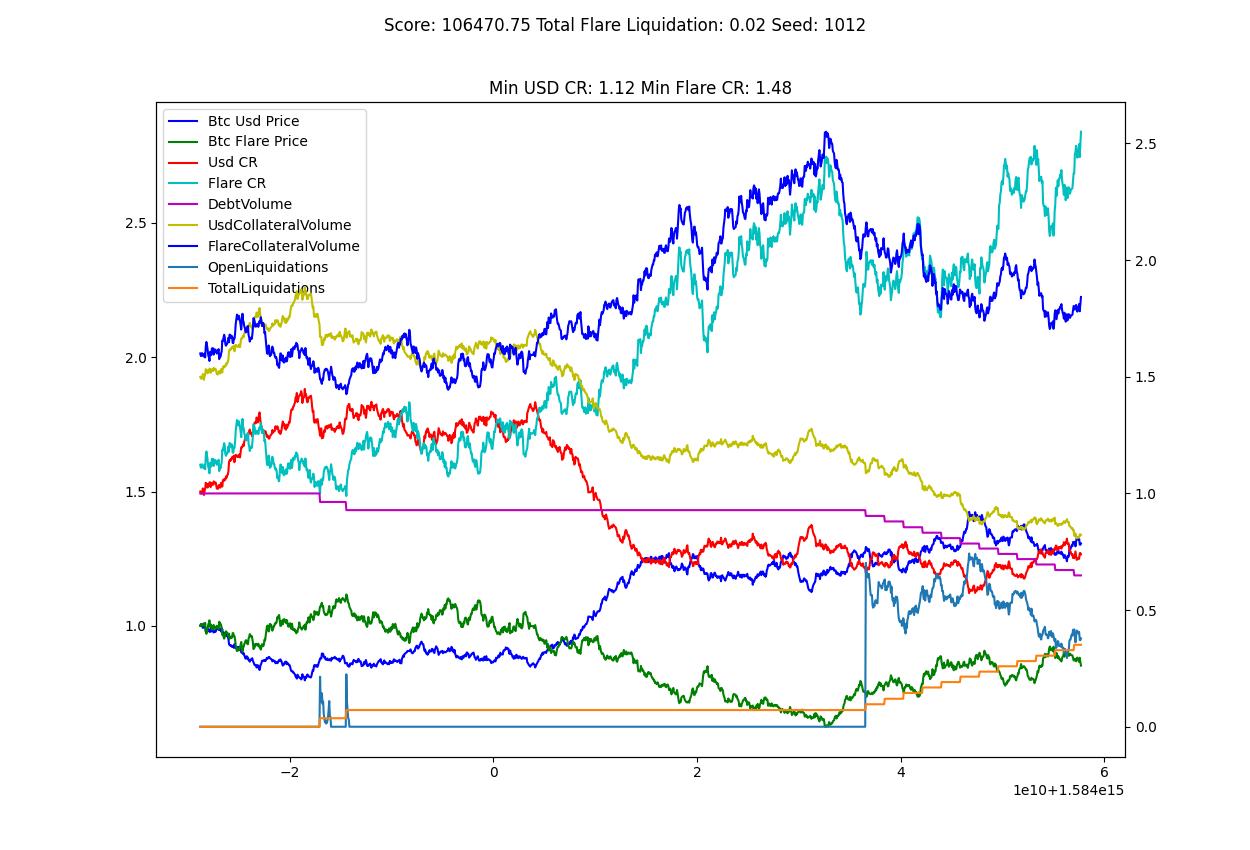 Score: 106470.75 Total Flare Liquidation: 0.02 Seed: 1012
Min USD CR: 1.12 Min Flare CR: 1.48
Btc Usd Price
Btc Flare Price
Usd CR
Flare CR
DebtVolume
UsdCollateralVolume
FlareCollateralVolume
OpenLiquidations
TotalLiquidations
2.5
2.0
1.5
1.0
2.5
2.0
1.5
1.0
0.5
0.0
−2
0
2
4
6
1e10+1.584e15